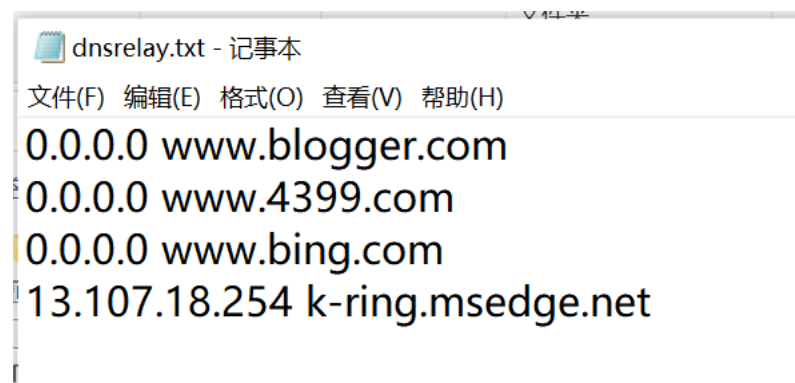 dnsrelay.txt - 记事本
文件(F) 编辑(E) 格式(O) 查看(V) 帮助(H)
0.0.0.0 www.blogger.com
0.0.0.0 www.4399.com
0.0.0.0 www.bing.com
13.107.18.254 k-ring.msedge.net